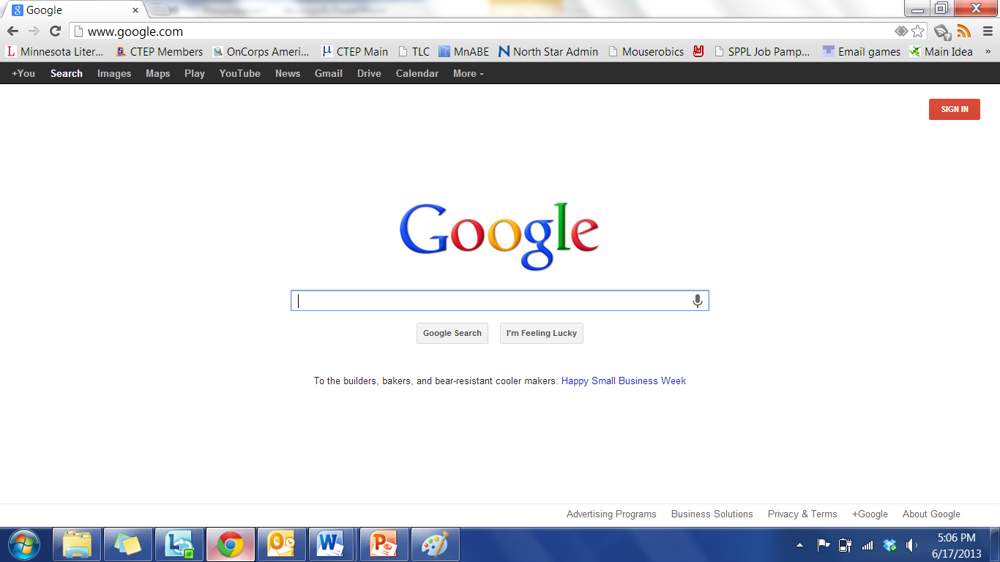 Google
www.google.com
Minnesota Liter... CTEP Members OnCorps Ameri... CTEP Main TLC MnABE North Star Admin Mouserobics SPPL Job Pamp... Email games Main Idea »
+You Search Images Maps Play YouTube News Gmail Drive Calendar More
SIGN IN
Google
Google Search I'm Feeling Lucky
To the builders, bakers, and bear-resistant cooler makers: Happy Small Business Week
Advertising Programs Business Solutions Privacy & Terms +Google About Google
5:06 PM
6/17/2013